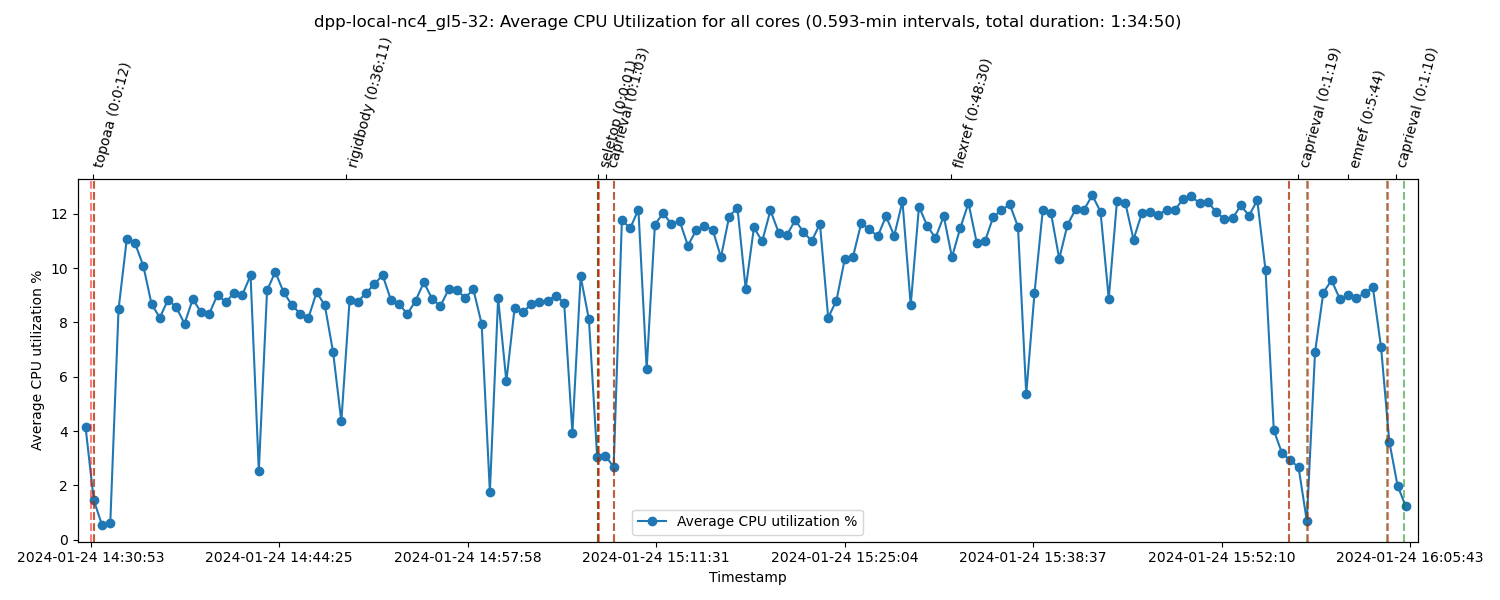 dpp-local-nc4_gl5-32: Average CPU Utilization for all cores (0.593-min intervals, total duration: 1:34:50)
topoaa (0:0:12)
rigidbody (0:36:11)
seletop (0:0:01)
caprieval (0:1:03)
flexref (0:48:30)
caprieval (0:1:19)
emref (0:5:44)
caprieval (0:1:10)
Average CPU utilization %
12
10
8
6
4
2
0
Average CPU utilization %
2024-01-24 14:30:53
2024-01-24 14:44:25
2024-01-24 14:57:58
2024-01-24 15:11:31
2024-01-24 15:25:04
2024-01-24 15:38:37
2024-01-24 15:52:10
2024-01-24 16:05:43
Timestamp